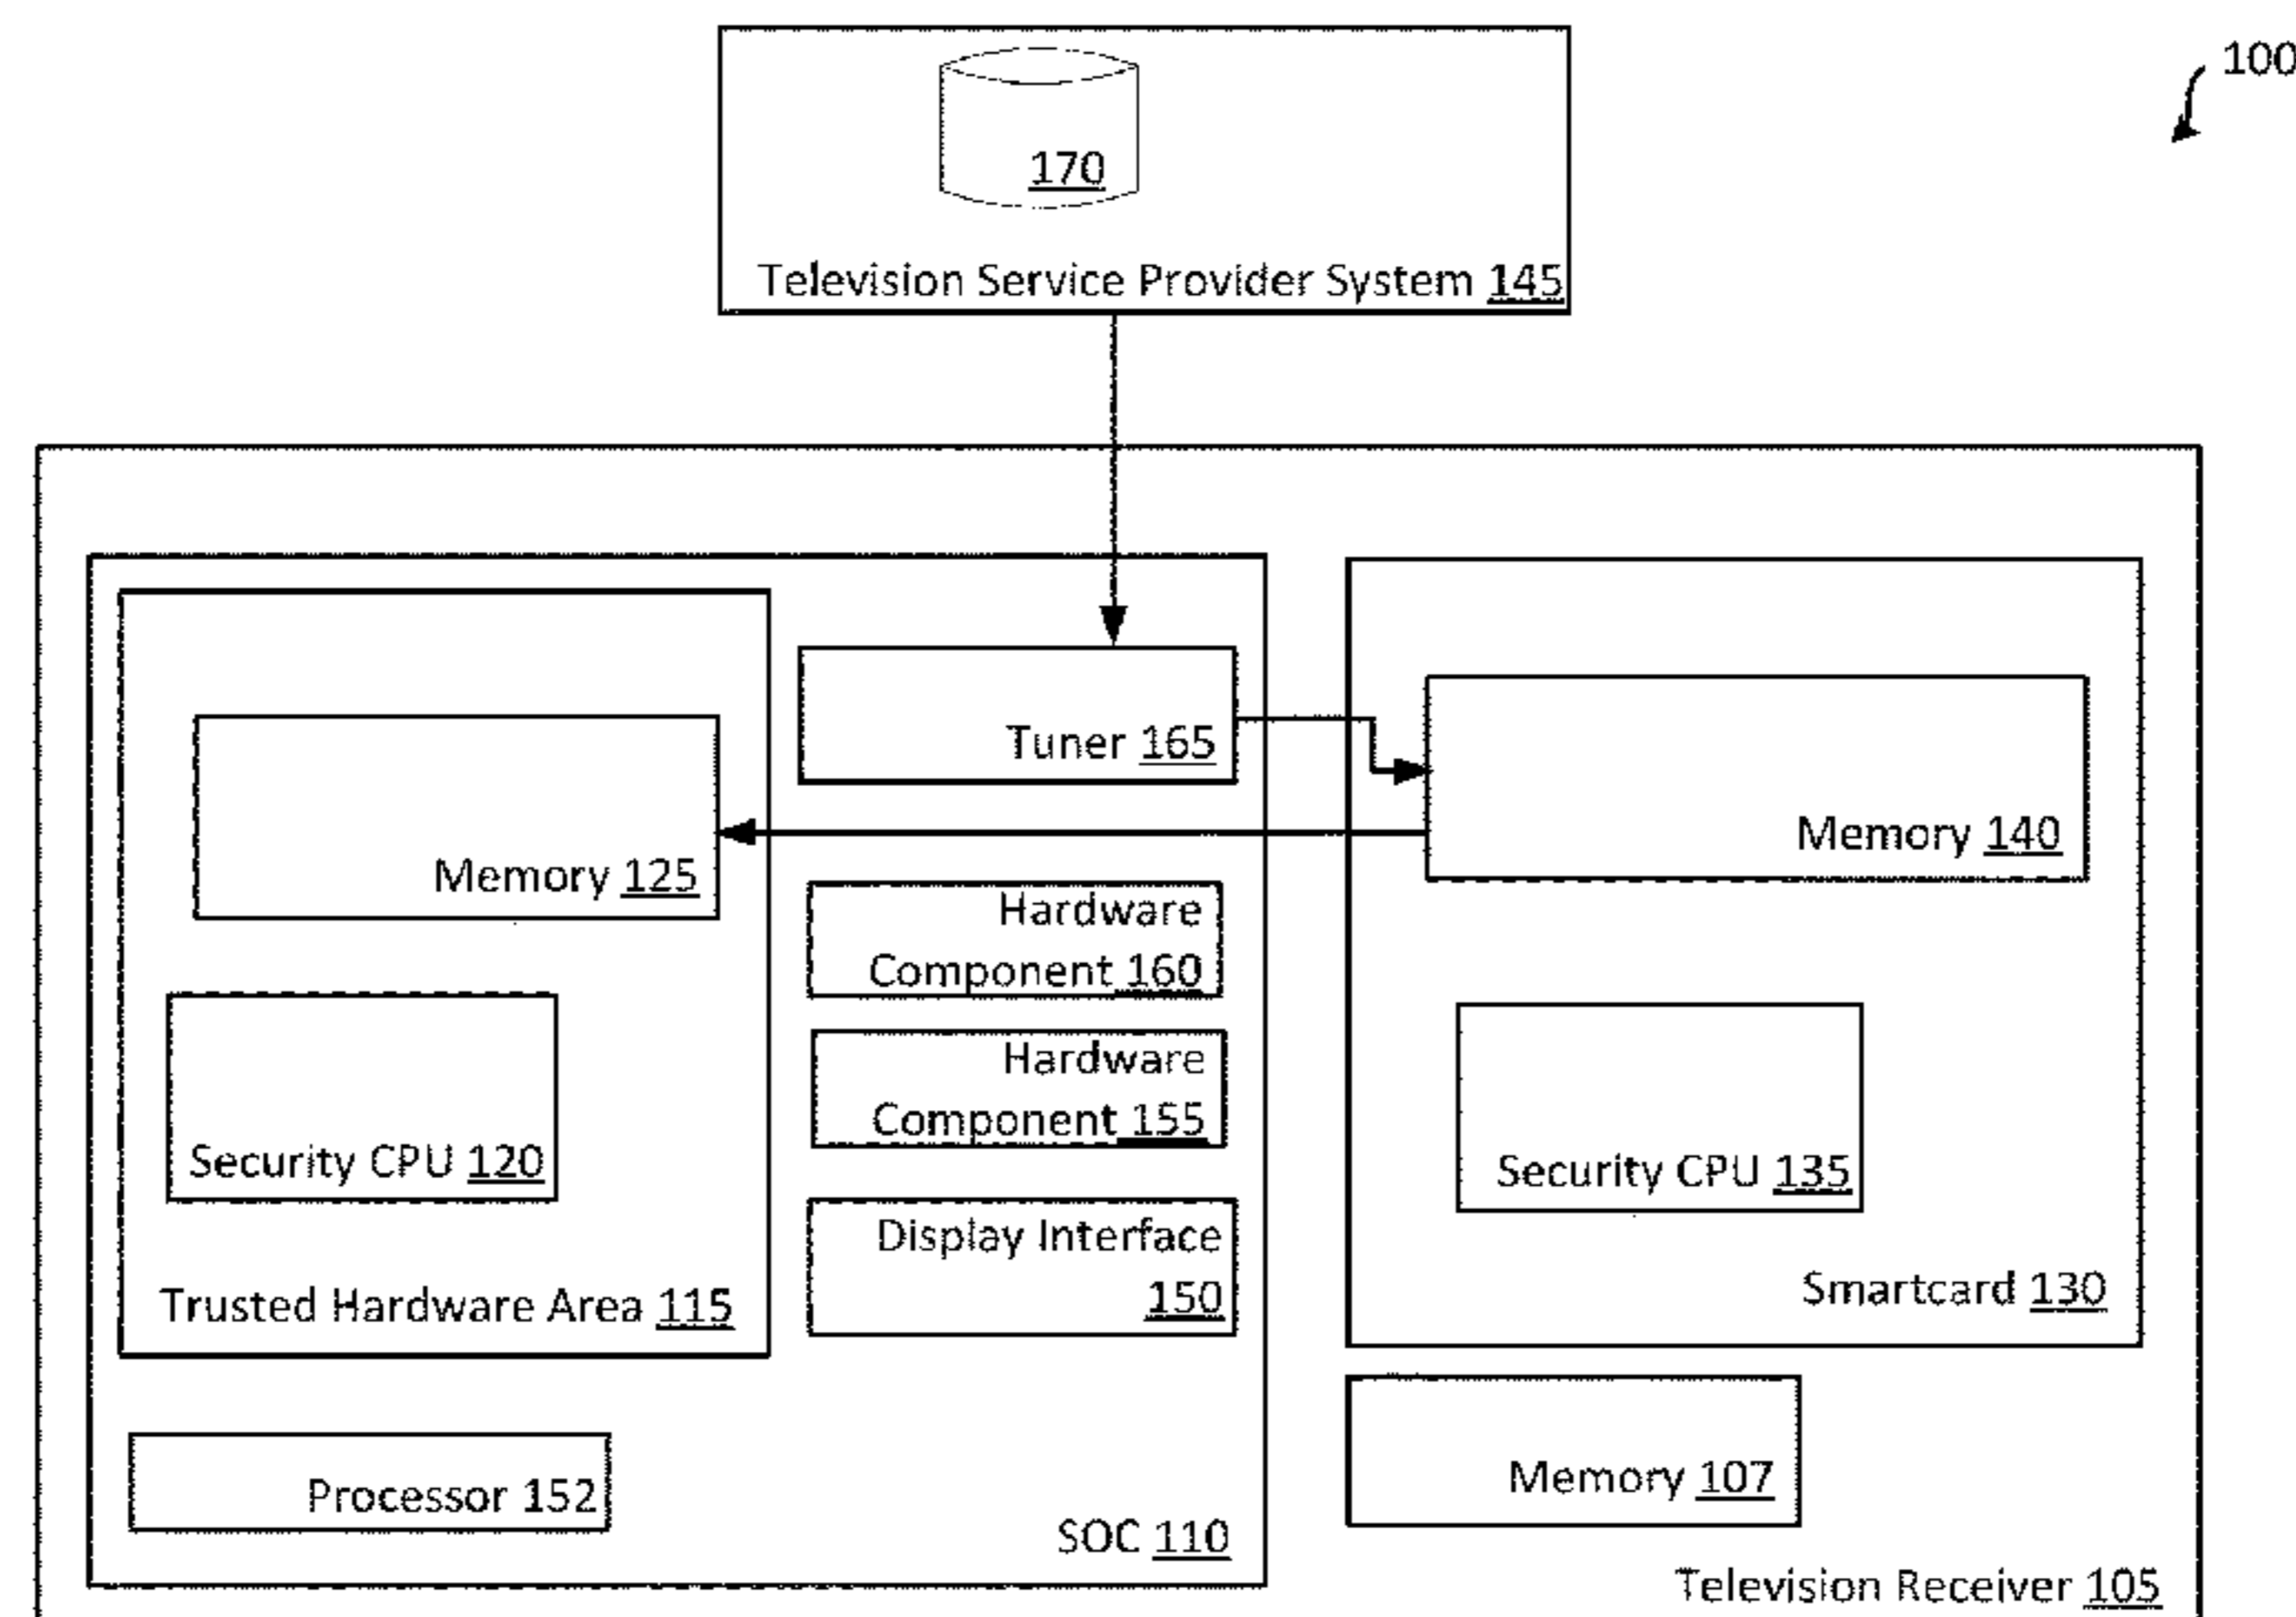 100
170
Television Service Provider System 145
Tuner 165
Memory 125
Memory 140
Hardware
Component 160
Hardware
Component 155
Security CPU 120
Security CPU 135
Display Interface
150
Trusted Hardware Area 115
Smartcard 130
Processor 152
Memory 107
SOC 110
Television Receiver 105